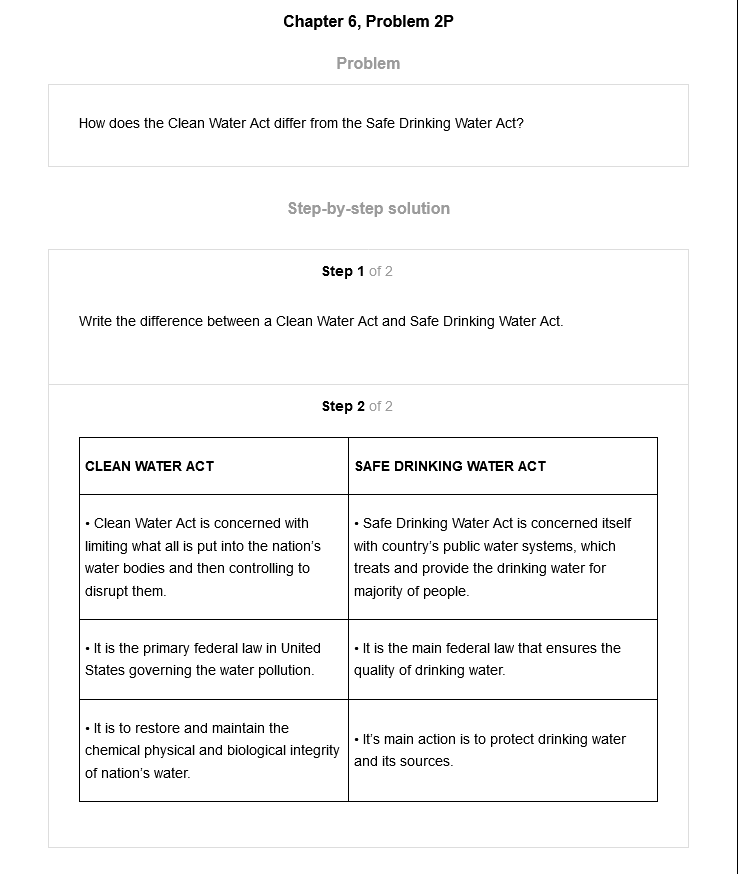 Chapter 6, Problem 2P
Problem
How does the Clean Water Act differ from the Safe Drinking Water Act?
Step-by-step solution
Step 1 of 2
Write the difference between a Clean Water Act and Safe Drinking Water Act.
Step 2 of 2
CLEAN WATER ACT
SAFE DRINKING WATER ACT
• Clean Water Act is concerned with
limiting what all is put into the nation’s
water bodies and then controlling to
disrupt them.
• Safe Drinking Water Act is concerned itself
with country’s public water systems, which
treats and provide the drinking water for
majority of people.
• It is the primary federal law in United
States governing the water pollution.
• It is the main federal law that ensures the
quality of drinking water.
• It is to restore and maintain the
chemical physical and biological integrity
of nation’s water.
• It’s main action is to protect drinking water
and its sources.